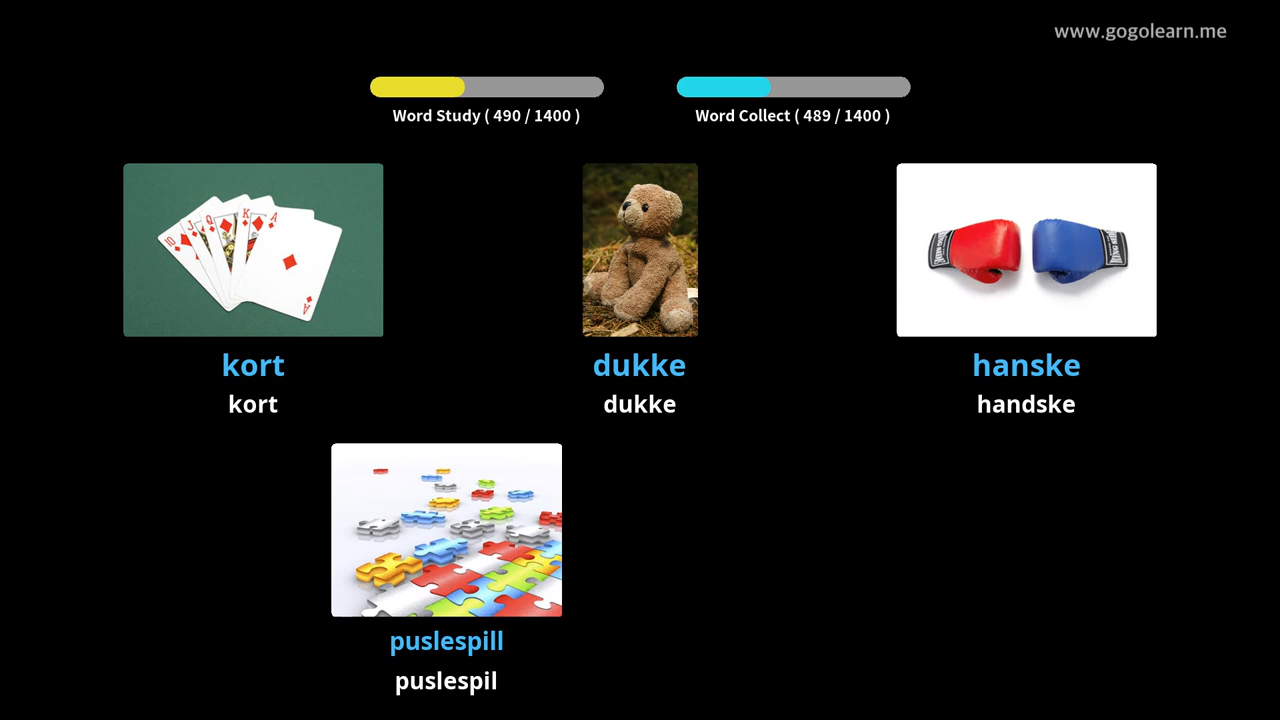 www.gogolearn.me
Word Study ( 490 / 1400 )
Word Collect ( 489 / 1400 )
10 J Q K A
A
kort
kort
dukke
dukke
hanske
handske
puslespill
puslespil